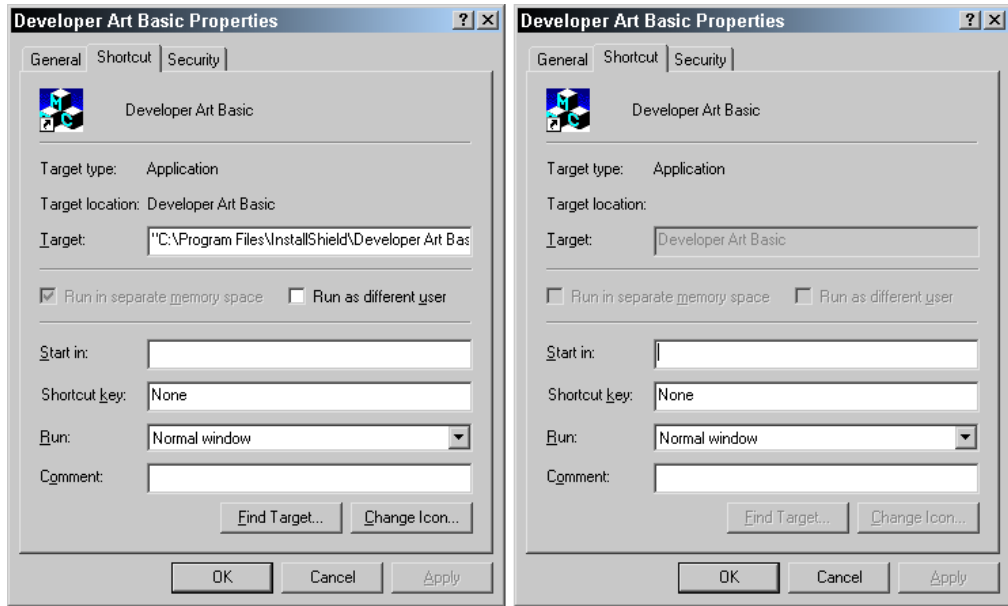 Developer Art Basic Properties
General Shortcut Security
MC
Developer Art Basic
Target type: Application
Target location: Developer Art Basic
Target: "C:\Program Files\InstallShield\Developer Art Bas
Run in separate memory space Run as different user
Start in:
Shortcut key: None
Run: Normal window
Comment:
Find Target... Change Icon...
OK Cancel Apply
Developer Art Basic Properties
General Shortcut Security
MC
Developer Art Basic
Target type: Application
Target location:
Target: Developer Art Basic
Run in separate memory space Run as different user
Start in:
Shortcut key: None
Run: Normal window
Comment:
Find Target... Change Icon...
OK Cancel Apply